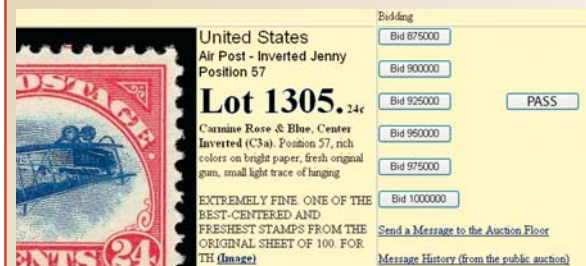 POSTAGE
CENTS 24
United States
Air Post - Inverted Jenny
Position 57
Lot 1305. 24c
Carmine Rose & Blue, Center
Inverted (C3a). Position 57, rich
colors on bright paper, fresh original
gum, small light trace of hinging
EXTREMELY FINE. ONE OF THE
BEST-CENTERED AND
FRESHEST STAMPS FROM THE
ORIGINAL SHEET OF 100. FOR
TH (Image)
Bidding
Bid 875000
Bid 900000
Bid 925000
PASS
Bid 950000
Bid 975000
Bid 1000000
Send a Message to the Auction Floor
Message History (from the public auction)